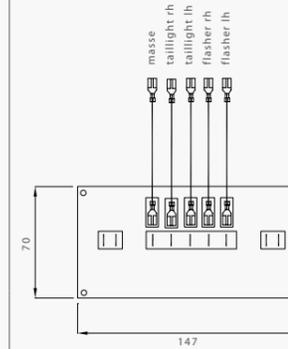 masse
taillight rh
taillight lh
flasher rh
flasher lh
70
147